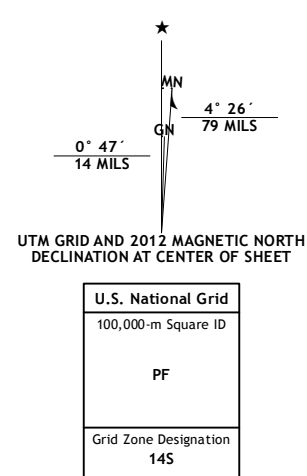 ★
MN
4° 26´
79 MILS
GN
0° 47´
14 MILS
UTM GRID AND 2012 MAGNETIC NORTH
DECLINATION AT CENTER OF SHEET
U.S. National Grid
100,000-m Square ID
PF
Grid Zone Designation
14S